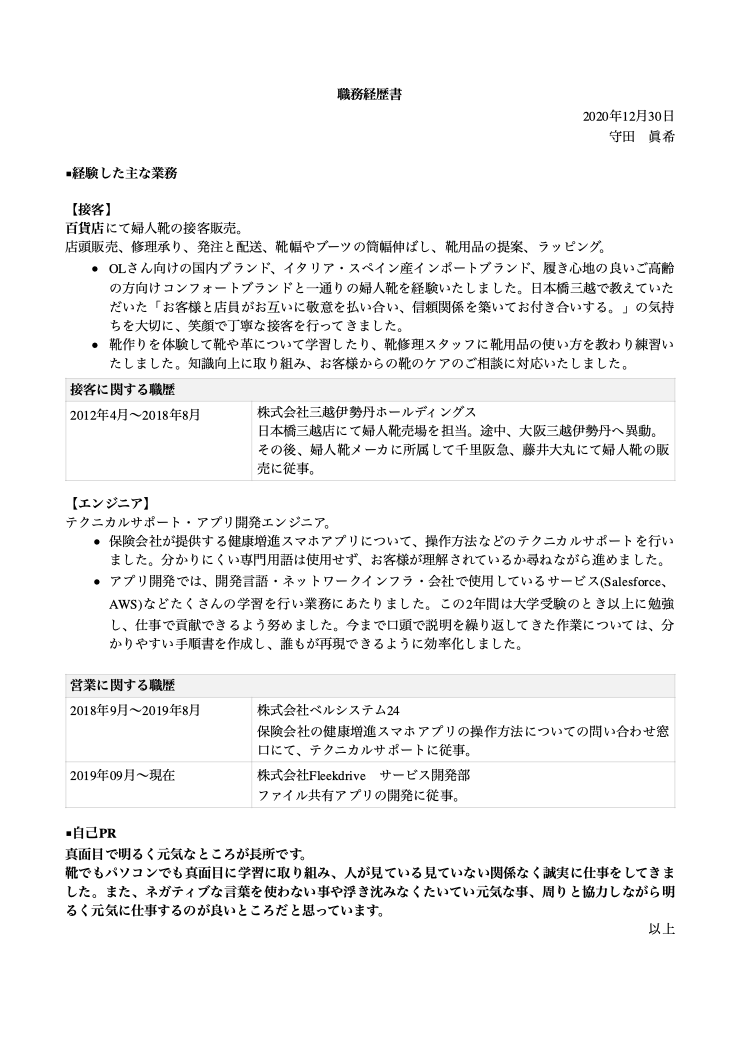 職務経歴書
2020年12月30日
守田　眞希
■経験した主な業務
【接客】
百貨店にて婦人靴の接客販売。
店頭販売、修理承り、発注と配送、靴幅やブーツの筒幅伸ばし、靴用品の提案、ラッピング。
● OLさん向けの国内ブランド、イタリア・スペイン産インポートブランド、履き心地の良いご高齢
の方向けコンフォートブランドと一通りの婦人靴を経験いたしました。日本橋三越で教えていた
だいた「お客様と店員がお互いに敬意を払い合い、信頼関係を築いてお付き合いする。」の気持
ちを大切に、笑顔で丁寧な接客を行ってきました。
● 靴作りを体験して靴や革について学習したり、靴修理スタッフに靴用品の使い方を教わり練習い
たしました。知識向上に取り組み、お客様からの靴のケアのご相談に対応いたしました。
接客に関する職歴
2012年4月〜2018年8月
株式会社三越伊勢丹ホールディングス
日本橋三越店にて婦人靴売場を担当。途中、大阪三越伊勢丹へ異動。
その後、婦人靴メーカに所属して千里阪急、藤井大丸にて婦人靴の販
売に従事。
【エンジニア】
テクニカルサポート・アプリ開発エンジニア。
● 保険会社が提供する健康増進スマホアプリについて、操作方法などのテクニカルサポートを行い
ました。分かりにくい専門用語は使用せず、お客様が理解されているか尋ねながら進めました。
● アプリ開発では、開発言語・ネットワークインフラ・会社で使用しているサービス(Salesforce、
AWS)などたくさんの学習を行い業務にあたりました。この2年間は大学受験のとき以上に勉強
し、仕事で貢献できるよう努めました。今まで口頭で説明を繰り返してきた作業については、分
かりやすい手順書を作成し、誰もが再現できるように効率化しました。
営業に関する職歴
2018年9月〜2019年8月
株式会社ベルシステム24
保険会社の健康増進スマホアプリの操作方法についての問い合わせ窓
口にて、テクニカルサポートに従事。
2019年09月〜現在
株式会社Fleekdrive　サービス開発部
ファイル共有アプリの開発に従事。
■自己PR
真面目で明るく元気なところが長所です。
靴でもパソコンでも真面目に学習に取り組み、人が見ている見ていない関係なく誠実に仕事をしてきま
した。また、ネガティブな言葉を使わない事や浮き沈みなくたいてい元気な事、周りと協力しながら明
るく元気に仕事するのが良いところだと思っています。
以上